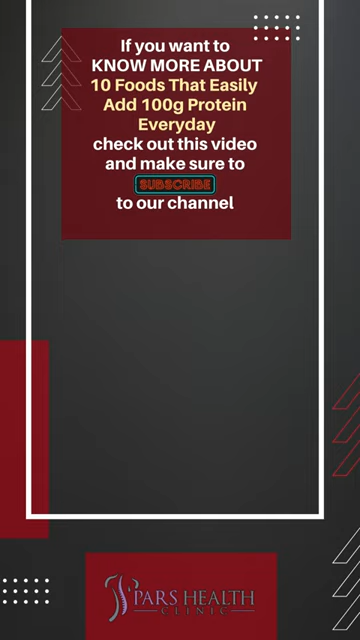 If you want to
KNOW MORE ABOUT
10 Foods That Easily
Add 100g Protein
Everyday
check out this video
and make sure to
SUBSCRIBE
to our channel
PARS HEALTH
CLINIC